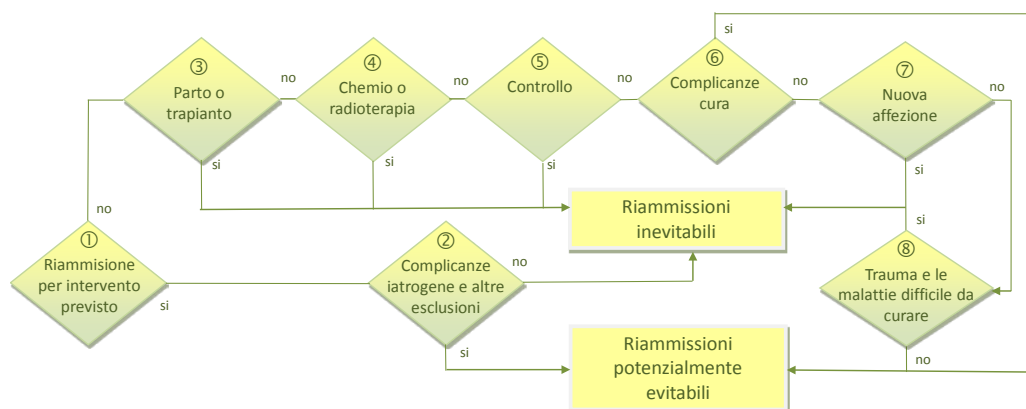 si
③
Parto o
trapianto
no
④
Chemio o
radioterapia
no
⑤
Controllo
no
⑥
Complicanze
cura
no
⑦
Nuova
affezione
no
si
si
si
si
no
①
Riammisione
per intervento
previsto
si
②
Complicanze
iatrogene e altre
esclusioni
no
si
Riammissioni
inevitabili
si
⑧
Trauma e le
malattie difficile da
curare
no
Riammissioni
potenzialmente
evitabili